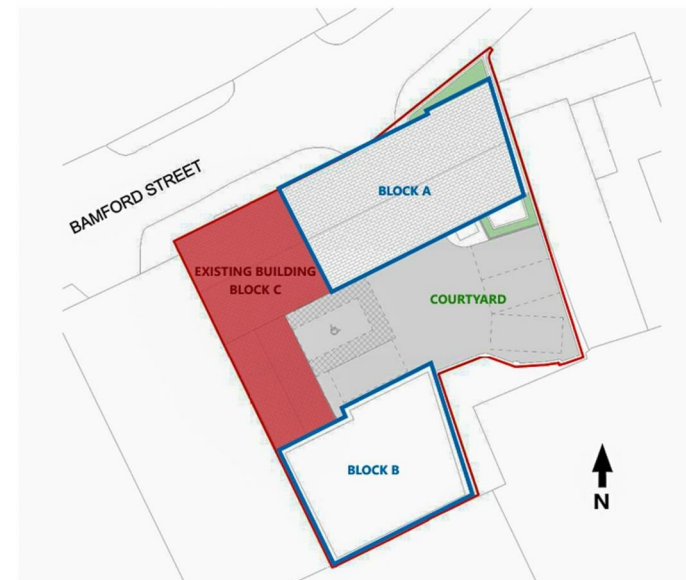 BAMFORD STREET
BLOCK A
EXISTING BUILDING
BLOCK C
COURTYARD
BLOCK B
N